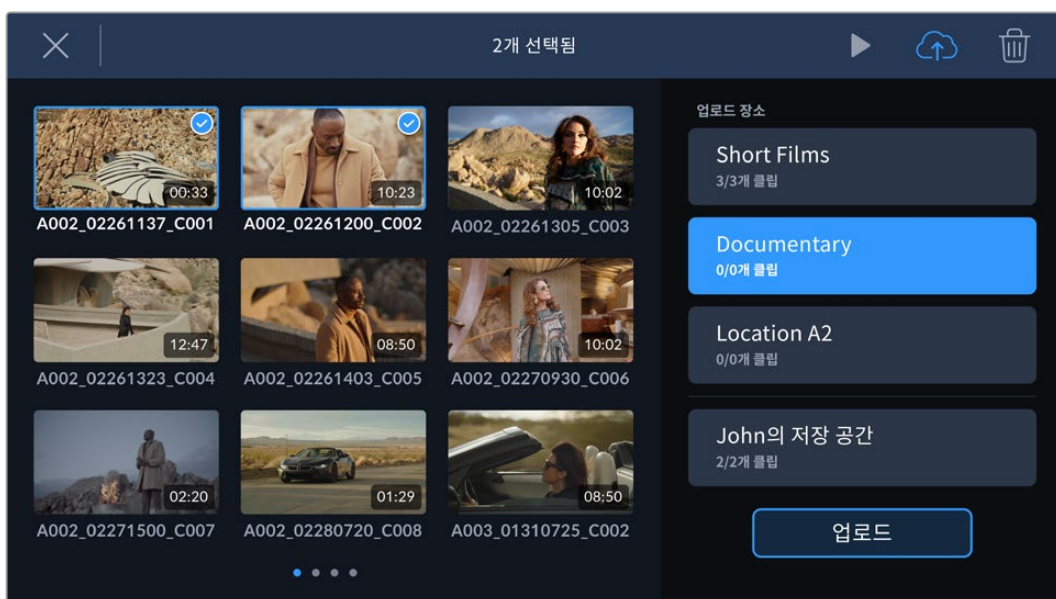 2개 선택됨
00:33
10:23
10:02
A002_02261137_C001
A002_02261200_C002
A002_02261305_C003
12:47
08:50
10:02
A002_02261323_C004
A002_02261403_C005
A002_02270930_C006
02:20
01:29
08:50
A002_02271500_C007
A002_02280720_C008
A003_01310725_C002
업로드 장소
Short Films
3/3개 클립
Documentary
0/0개 클립
Location A2
0/0개 클립
John의 저장 공간
2/2개 클립
업로드